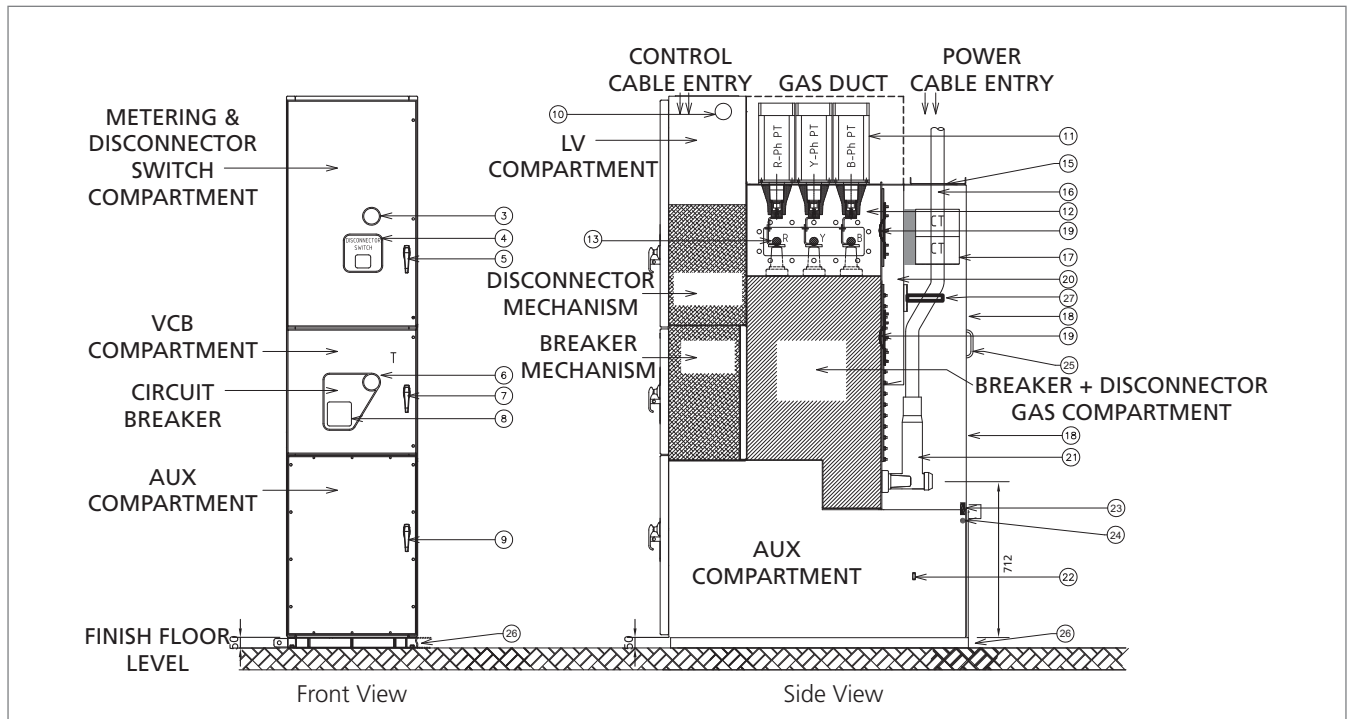 CONTROL
CABLE ENTRY
GAS DUCT
POWER
CABLE ENTRY
METERING &
DISCONNECTOR
SWITCH
COMPARTMENT
3
DISCONNECTOR
SWITCH
4
5
VCB
COMPARTMENT
T
6
CIRCUIT
BREAKER
7
8
AUX
COMPARTMENT
9
FINISH FLOOR
LEVEL
50
26
Front View
10
LV
COMPARTMENT
R-Ph PT
Y-Ph PT
B-Ph PT
11
15
16
12
CT
CT
13
R
Y
B
19
17
20
DISCONNECTOR
MECHANISM
27
18
BREAKER
MECHANISM
19
25
BREAKER + DISCONNECTOR
GAS COMPARTMENT
18
21
23
24
712
AUX
COMPARTMENT
22
50
26
Side View